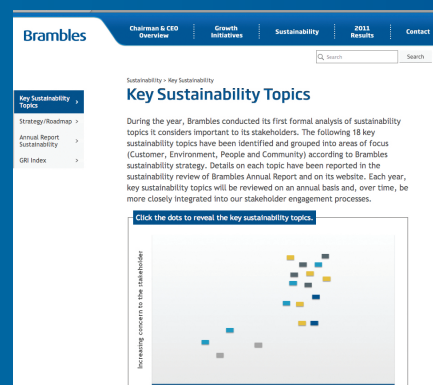 Brambles
Chairman & CEO
Overview
Growth
Initiatives
Sustainability
2011
Results
Contact
Search
Search
Sustainability > Key Sustainability
Key Sustainability Topics
Key Sustainability
Topics >
Strategy/Roadmap >
Annual Report
Sustainability >
GRI Index >
During the year, Brambles conducted its first formal analysis of sustainability
topics it considers important to its stakeholders. The following 18 key
sustainability topics have been identified and grouped into areas of focus
(Customer, Environment, People and Community) according to Brambles
sustainability strategy. Details on each topic have been reported in the
sustainability review of Brambles Annual Report and on its website. Each year,
key sustainability topics will be reviewed on an annual basis and, over time, be
more closely integrated into our stakeholder engagement processes.
Click the dots to reveal the key sustainability topics.
Increasing concern to the stakeholder